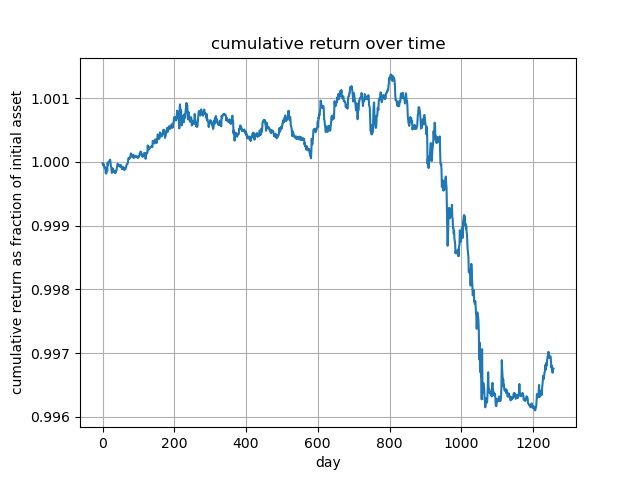 cumulative return over time
cumulative return as fraction of initial asset
1.001
1.000
0.999
0.998
0.997
0.996
0 200 400 600 800 1000 1200
day